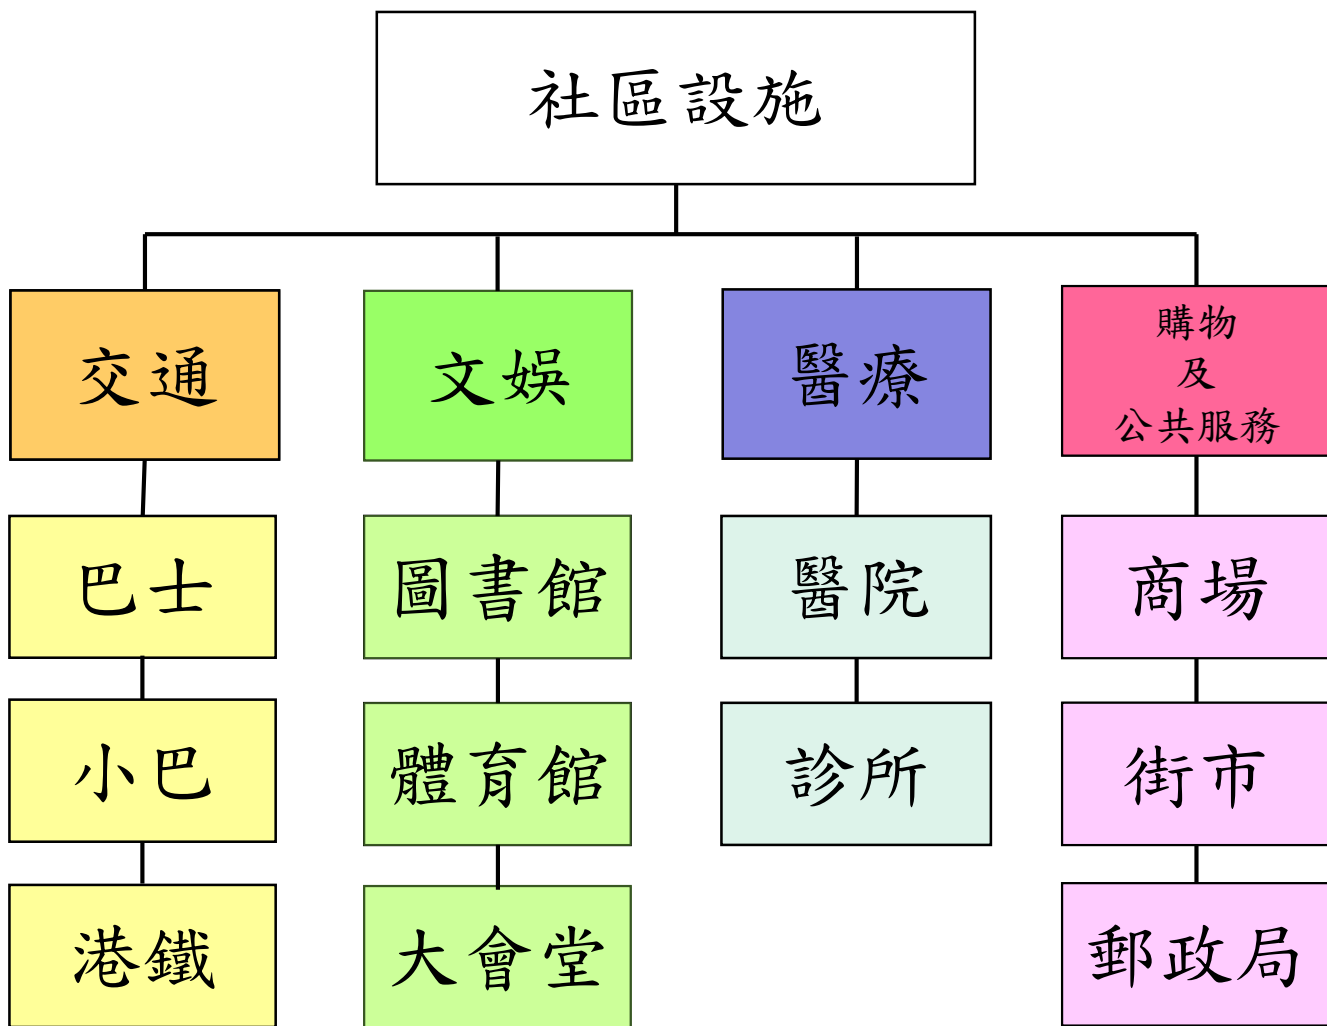 社區設施
交通
文娛
醫療
購物
及
公共服務
巴士
圖書館
醫院
商場
小巴
體育館
診所
街市
港鐵
大會堂
郵政局